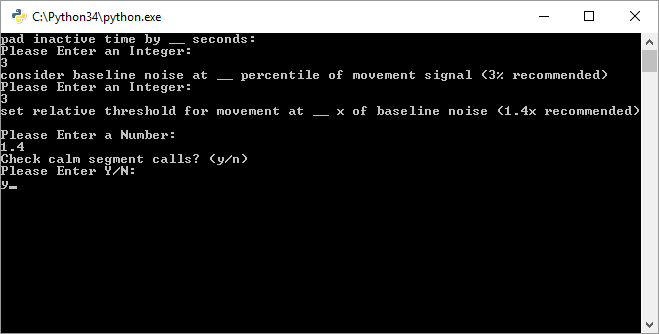 C:\Python34\python.exe
pad inactive time by __ seconds:
Please Enter an Integer:
3
consider baseline noise at __ percentile of movement signal (3% recommended)
Please Enter an Integer:
3
set relative threshold for movement at __ x of baseline noise (1.4x recommended)
Please Enter a Number:
1.4
Check calm segment calls? (y/n)
Please Enter Y/N:
y